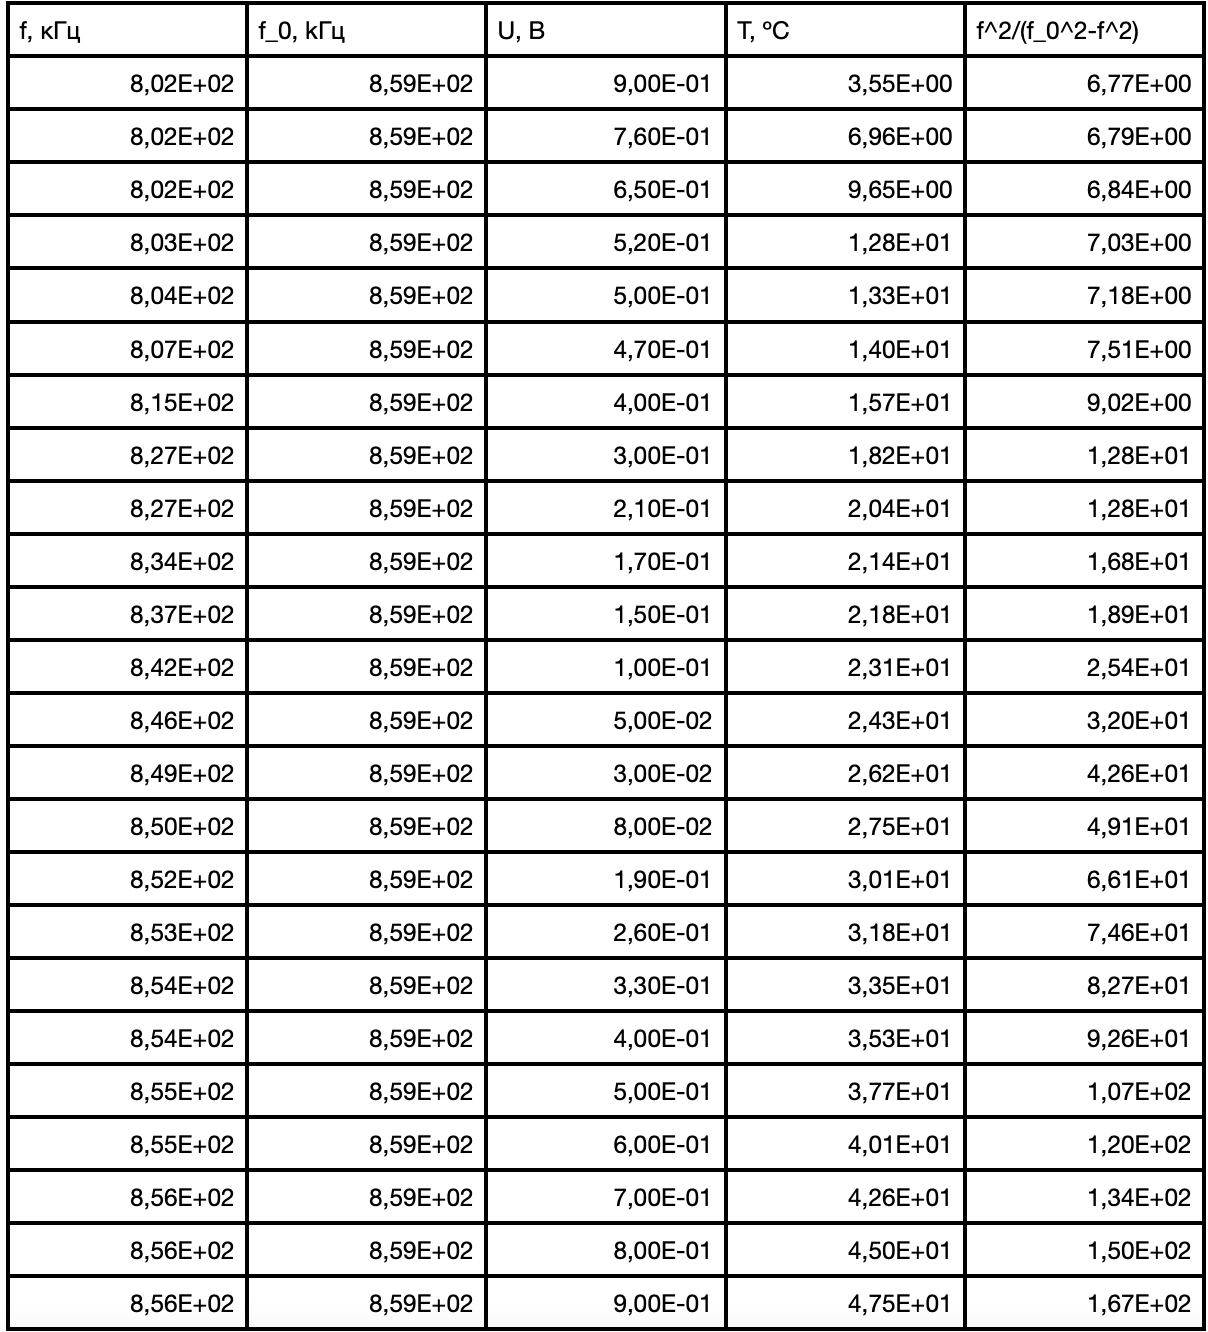 f, кГц f_0, kГц U, В T, ºC f^2/(f_0^2-f^2)
8,02E+02 8,59E+02 9,00E-01 3,55E+00 6,77E+00
8,02E+02 8,59E+02 7,60E-01 6,96E+00 6,79E+00
8,02E+02 8,59E+02 6,50E-01 9,65E+00 6,84E+00
8,03E+02 8,59E+02 5,20E-01 1,28E+01 7,03E+00
8,04E+02 8,59E+02 5,00E-01 1,33E+01 7,18E+00
8,07E+02 8,59E+02 4,70E-01 1,40E+01 7,51E+00
8,15E+02 8,59E+02 4,00E-01 1,57E+01 9,02E+00
8,27E+02 8,59E+02 3,00E-01 1,82E+01 1,28E+01
8,27E+02 8,59E+02 2,10E-01 2,04E+01 1,28E+01
8,34E+02 8,59E+02 1,70E-01 2,14E+01 1,68E+01
8,37E+02 8,59E+02 1,50E-01 2,18E+01 1,89E+01
8,42E+02 8,59E+02 1,00E-01 2,31E+01 2,54E+01
8,46E+02 8,59E+02 5,00E-02 2,43E+01 3,20E+01
8,49E+02 8,59E+02 3,00E-02 2,62E+01 4,26E+01
8,50E+02 8,59E+02 8,00E-02 2,75E+01 4,91E+01
8,52E+02 8,59E+02 1,90E-01 3,01E+01 6,61E+01
8,53E+02 8,59E+02 2,60E-01 3,18E+01 7,46E+01
8,54E+02 8,59E+02 3,30E-01 3,35E+01 8,27E+01
8,54E+02 8,59E+02 4,00E-01 3,53E+01 9,26E+01
8,55E+02 8,59E+02 5,00E-01 3,77E+01 1,07E+02
8,55E+02 8,59E+02 6,00E-01 4,01E+01 1,20E+02
8,56E+02 8,59E+02 7,00E-01 4,26E+01 1,34E+02
8,56E+02 8,59E+02 8,00E-01 4,50E+01 1,50E+02
8,56E+02 8,59E+02 9,00E-01 4,75E+01 1,67E+02